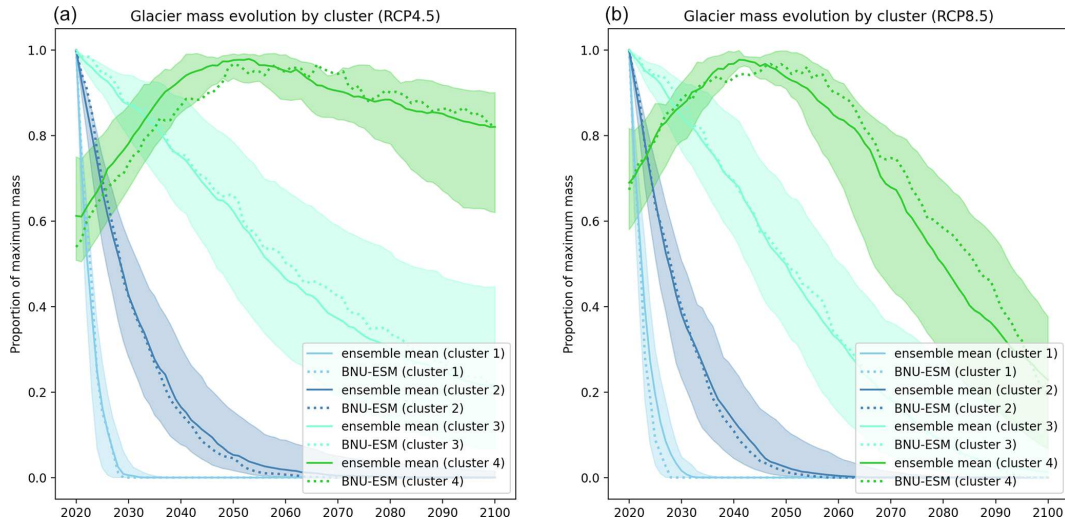 (a)
Glacier mass evolution by cluster (RCP4.5)
Proportion of maximum mass
1.0
0.8
0.6
0.4
0.2
0.0
2020 2030 2040 2050 2060 2070 2080 2090 2100
ensemble mean (cluster 1)
BNU-ESM (cluster 1)
ensemble mean (cluster 2)
BNU-ESM (cluster 2)
ensemble mean (cluster 3)
BNU-ESM (cluster 3)
ensemble mean (cluster 4)
BNU-ESM (cluster 4)
(b)
Glacier mass evolution by cluster (RCP8.5)
Proportion of maximum mass
1.0
0.8
0.6
0.4
0.2
0.0
2020 2030 2040 2050 2060 2070 2080 2090 2100
ensemble mean (cluster 1)
BNU-ESM (cluster 1)
ensemble mean (cluster 2)
BNU-ESM (cluster 2)
ensemble mean (cluster 3)
BNU-ESM (cluster 3)
ensemble mean (cluster 4)
BNU-ESM (cluster 4)